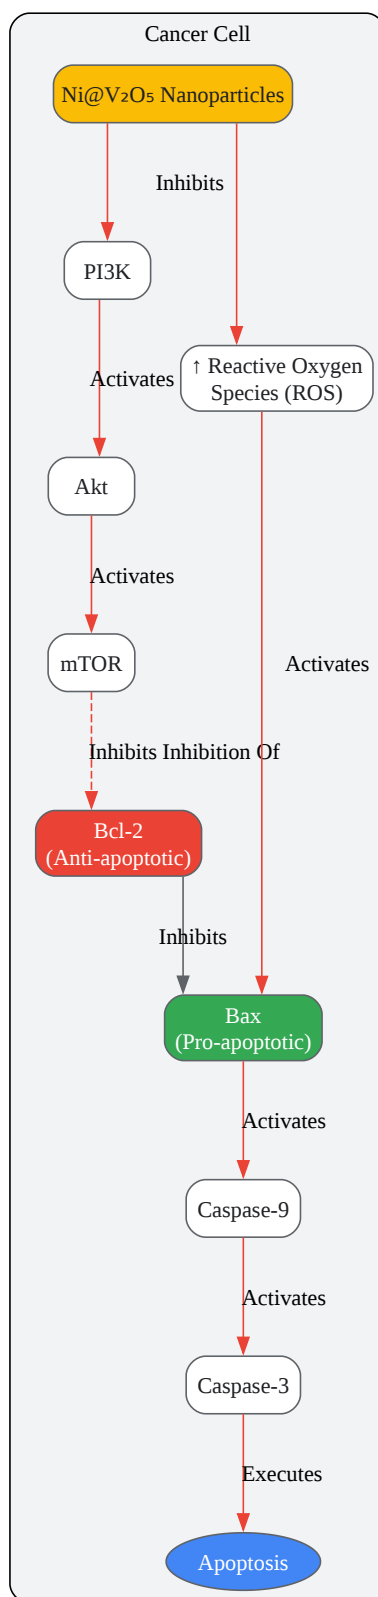 Cancer Cell
Ni@V₂O₅ Nanoparticles
Inhibits
PI3K
↑ Reactive Oxygen
Species (ROS)
Activates
Akt
Activates
mTOR
Activates
Inhibits Inhibition Of
Bcl-2
(Anti-apoptotic)
Inhibits
Bax
(Pro-apoptotic)
Activates
Caspase-9
Activates
Caspase-3
Executes
Apoptosis